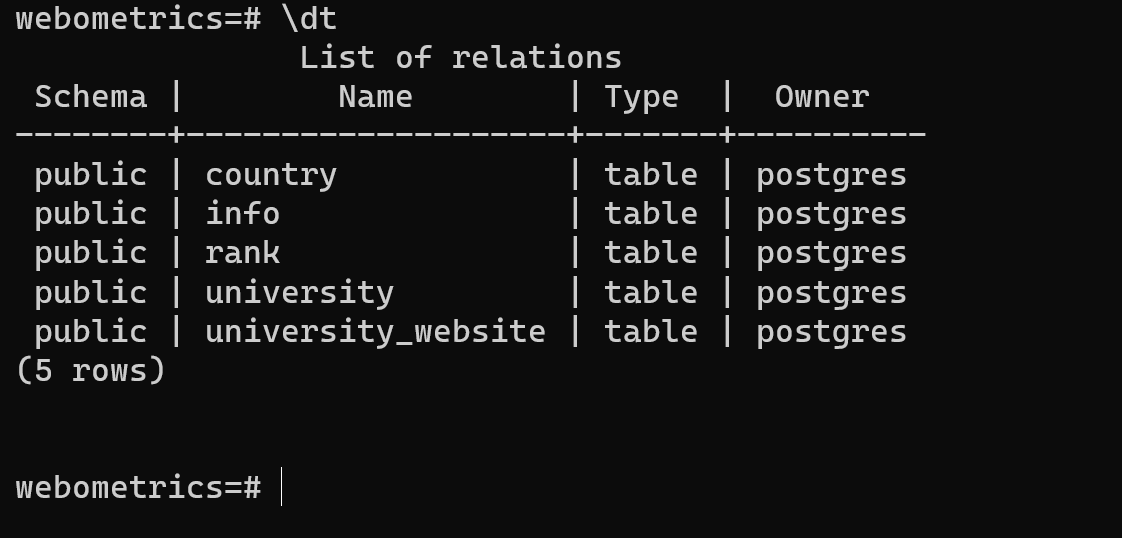 webometrics=# \dt
               List of relations
 Schema |        Name        | Type  |  Owner
--------+--------------------+-------+----------
 public | country            | table | postgres
 public | info               | table | postgres
 public | rank               | table | postgres
 public | university         | table | postgres
 public | university_website | table | postgres
(5 rows)
webometrics=#